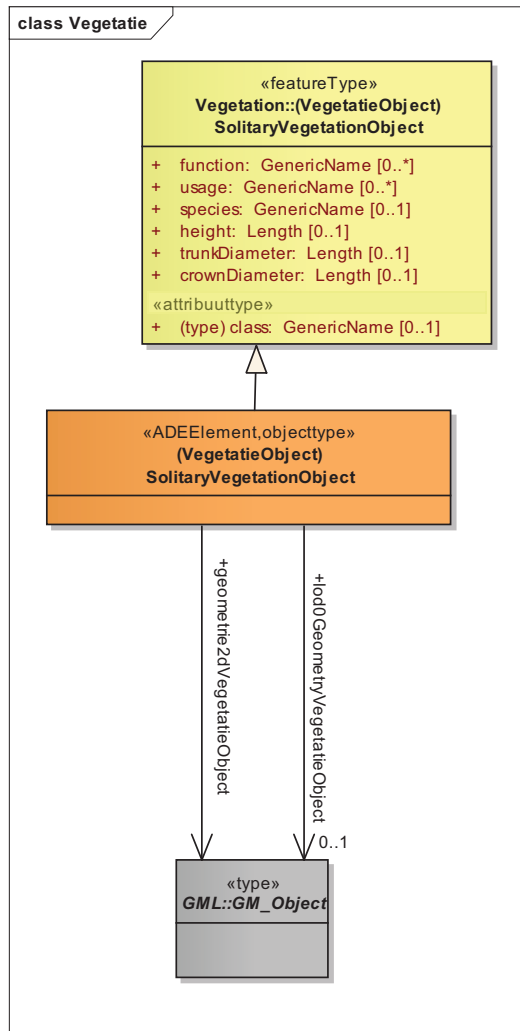 class Vegetatie
«featureType»
Vegetation::(VegetatieObject)
SolitaryVegetationObject
+ function: GenericName [0..*]
+ usage: GenericName [0..*]
+ species: GenericName [0..1]
+ height: Length [0..1]
+ trunkDiameter: Length [0..1]
+ crownDiameter: Length [0..1]
«attribuuttype»
+ (type) class: GenericName [0..1]
«ADEElement,objecttype»
(VegetatieObject)
SolitaryVegetationObject
+geometrie2dVegetatieObject
+lod0GeometryVegetatieObject
0..1
«type»
GML::GM_Object